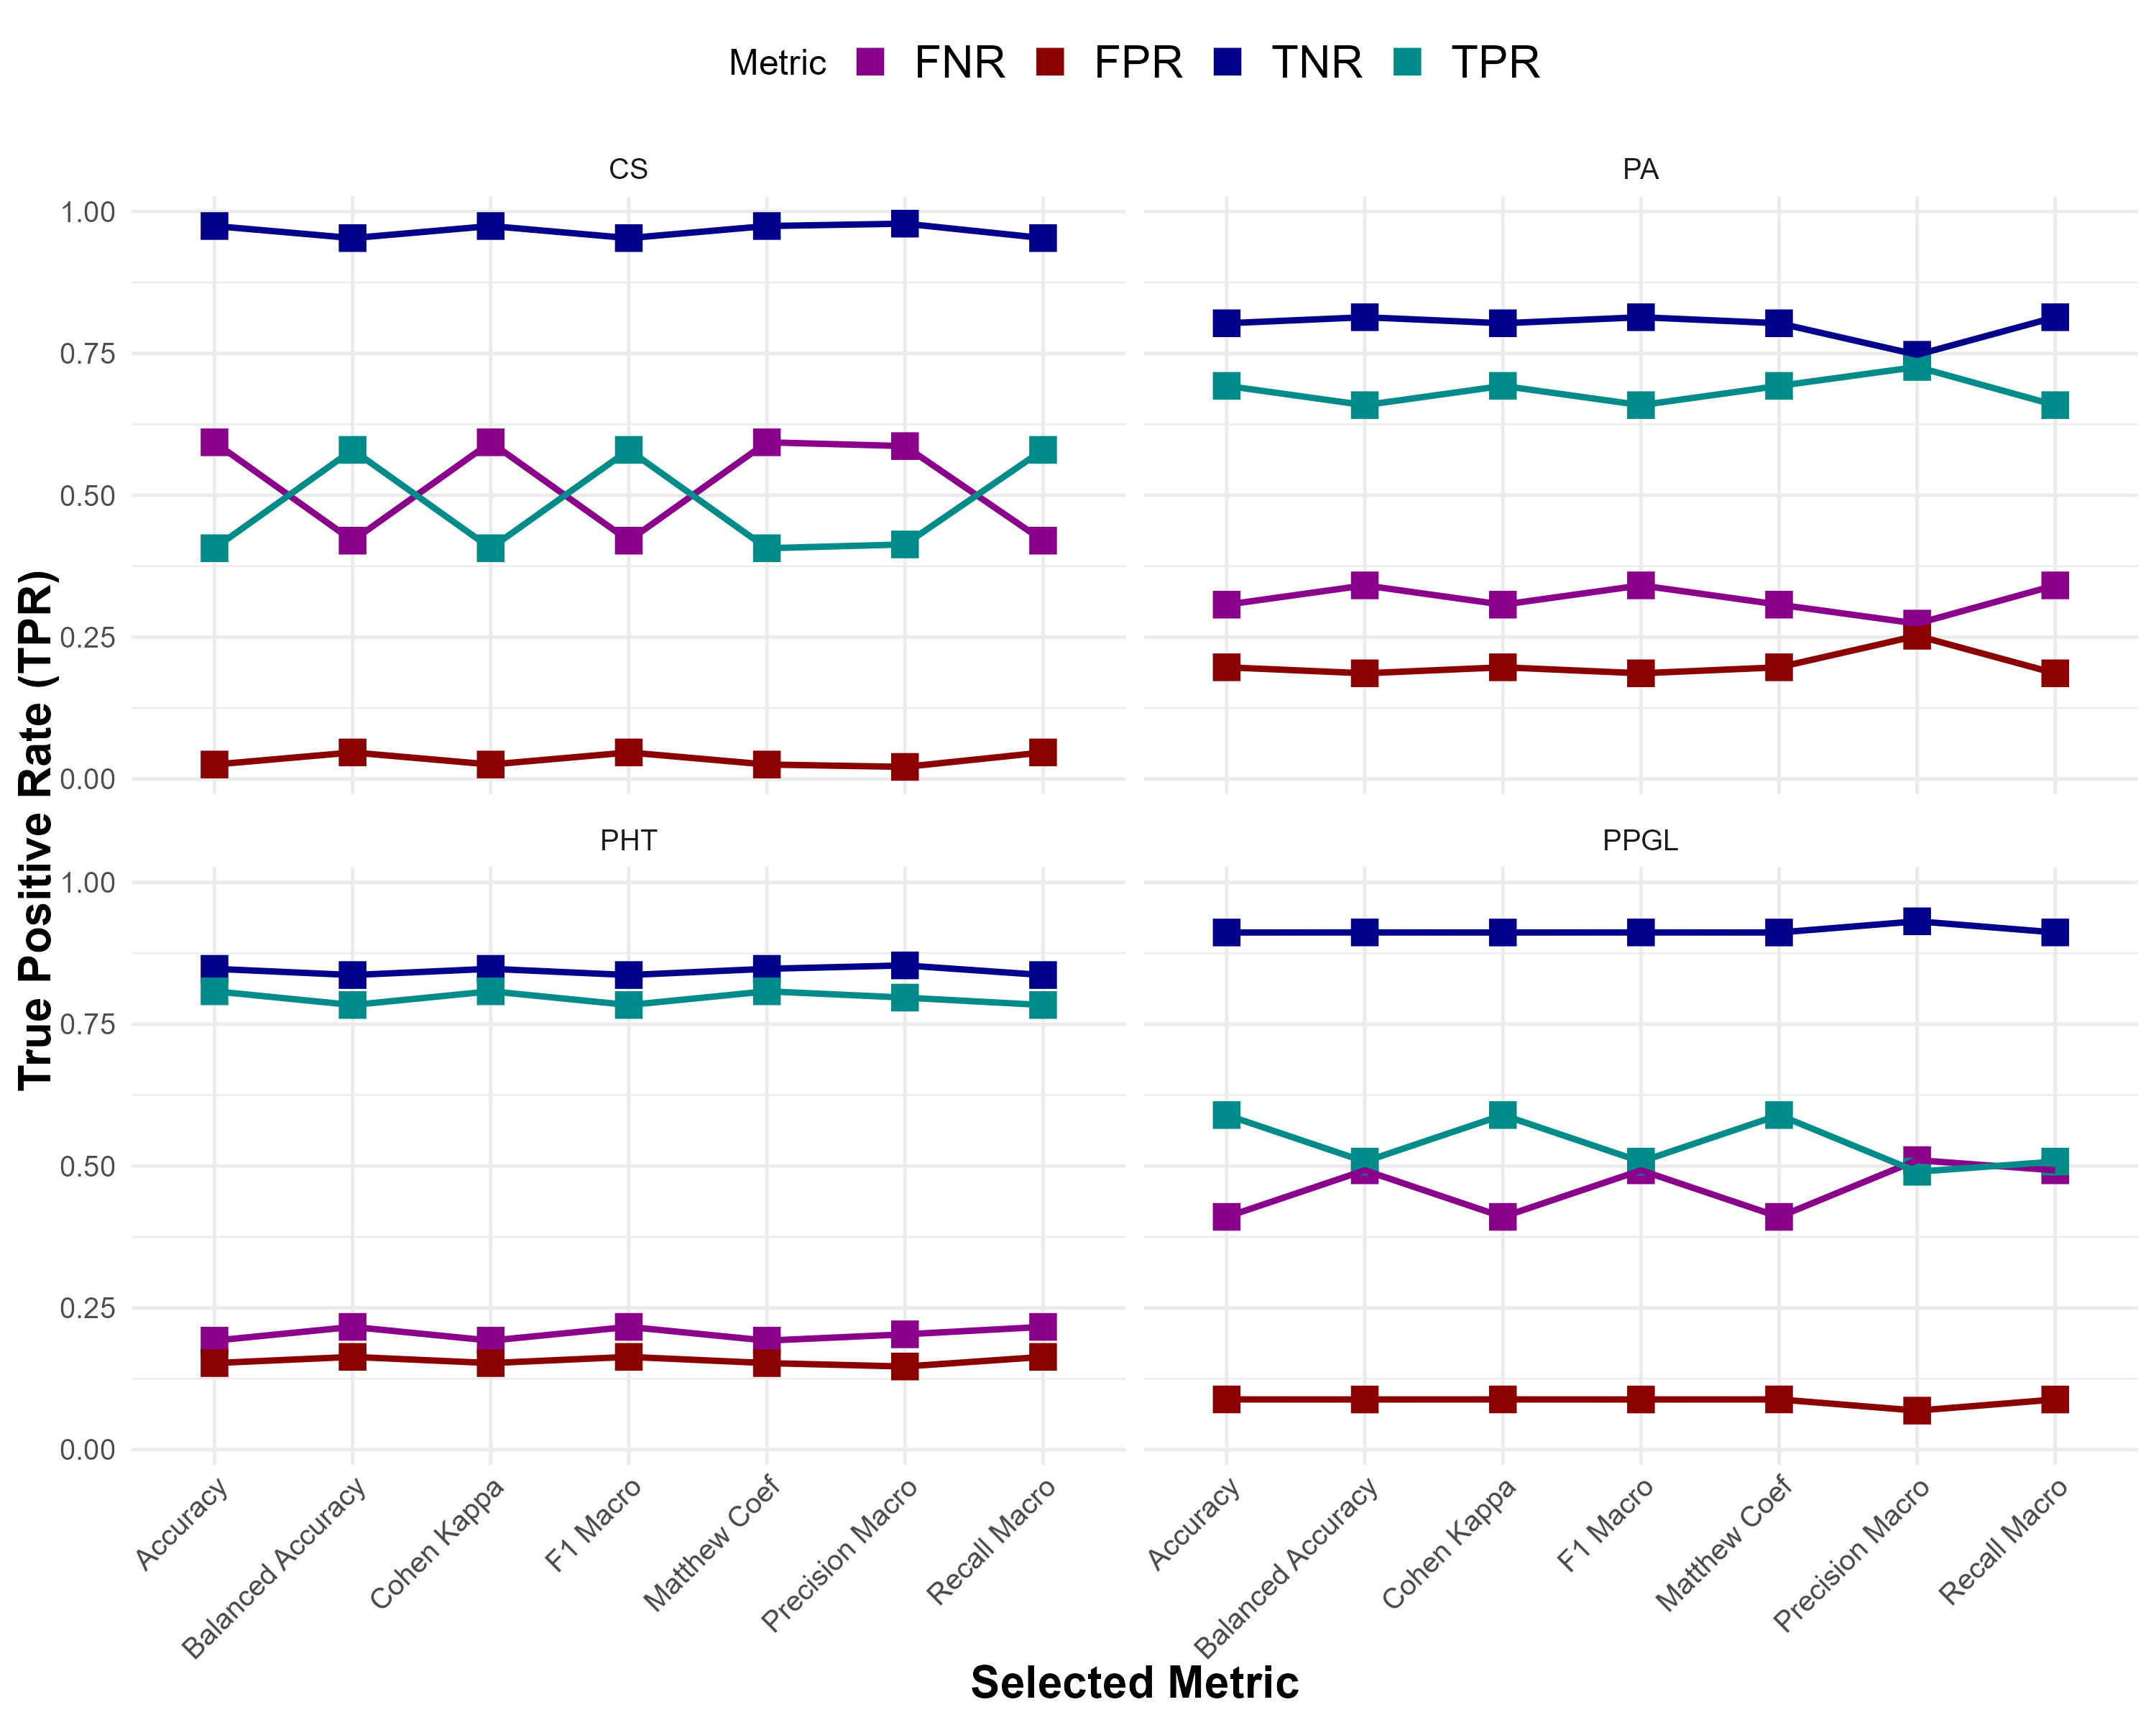 Metric FNR FPR TNR TPR
CS
PA
1.00
0.75
0.50
0.25
0.00
PHT
PPGL
1.00
0.75
0.50
0.25
0.00
True Positive Rate (TPR)
Accuracy
Balanced Accuracy
Cohen Kappa
F1 Macro
Matthew Coef
Precision Macro
Recall Macro
Accuracy
Balanced Accuracy
Cohen Kappa
F1 Macro
Matthew Coef
Precision Macro
Recall Macro
Selected Metric